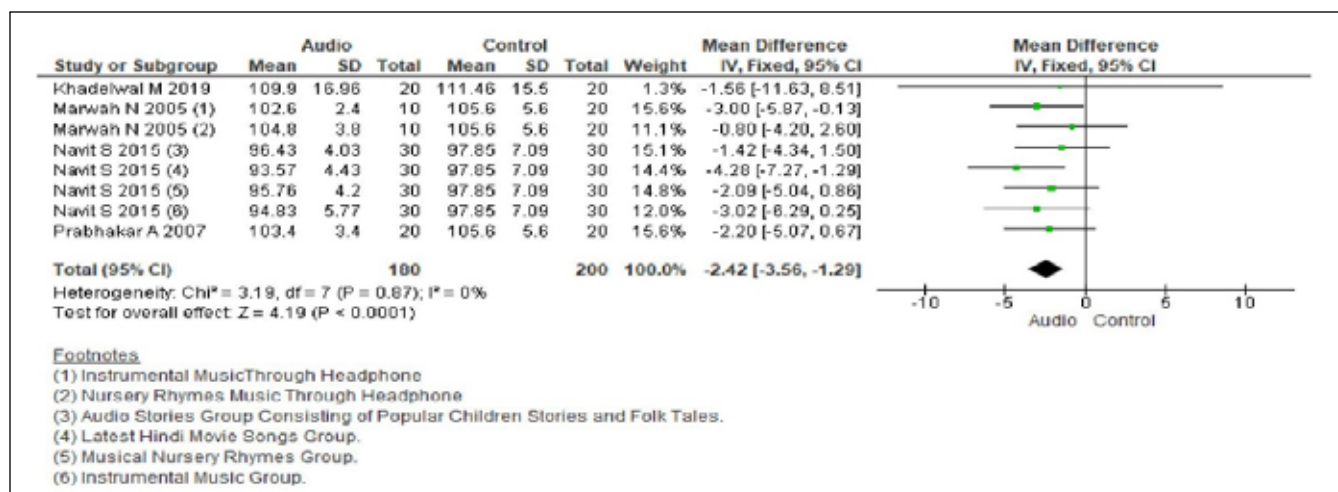 Audio Control Mean Difference Mean Difference
Study or Subgroup Mean SD Total Mean SD Total Weight IV, Fixed, 95% CI IV, Fixed, 95% CI
Khadelwal M 2019 109.9 16.96 20 111.46 15.5 20 1.3% -1.56 [-11.63, 8.51]
Marwah N 2005 (1) 102.6 2.4 10 105.6 5.6 20 15.6% -3.00 [-5.87, -0.13]
Marwah N 2005 (2) 104.8 3.8 10 105.6 5.6 20 11.1% -0.80 [-4.20, 2.60]
Navit S 2015 (3) 96.43 4.03 30 97.85 7.09 30 15.1% -1.42 [-4.34, 1.50]
Navit S 2015 (4) 93.57 4.43 30 97.85 7.09 30 14.4% -4.28 [-7.27, -1.29]
Navit S 2015 (5) 95.76 4.2 30 97.85 7.09 30 14.8% -2.09 [-5.04, 0.86]
Navit S 2015 (6) 94.83 5.77 30 97.85 7.09 30 12.0% -3.02 [-6.29, 0.25]
Prabhakar A 2007 103.4 3.4 20 105.6 5.6 20 15.6% -2.20 [-5.07, 0.67]
Total (95% CI) 180 200 100.0% -2.42 [-3.56, -1.29]
Heterogeneity: Chi² = 3.19, df = 7 (P = 0.87); I² = 0%
Test for overall effect: Z = 4.19 (P < 0.0001)
-10 -5 0 5 10
Audio Control
Footnotes
(1) Instrumental MusicThrough Headphone
(2) Nursery Rhymes Music Through Headphone
(3) Audio Stories Group Consisting of Popular Children Stories and Folk Tales.
(4) Latest Hindi Movie Songs Group.
(5) Musical Nursery Rhymes Group.
(6) Instrumental Music Group.